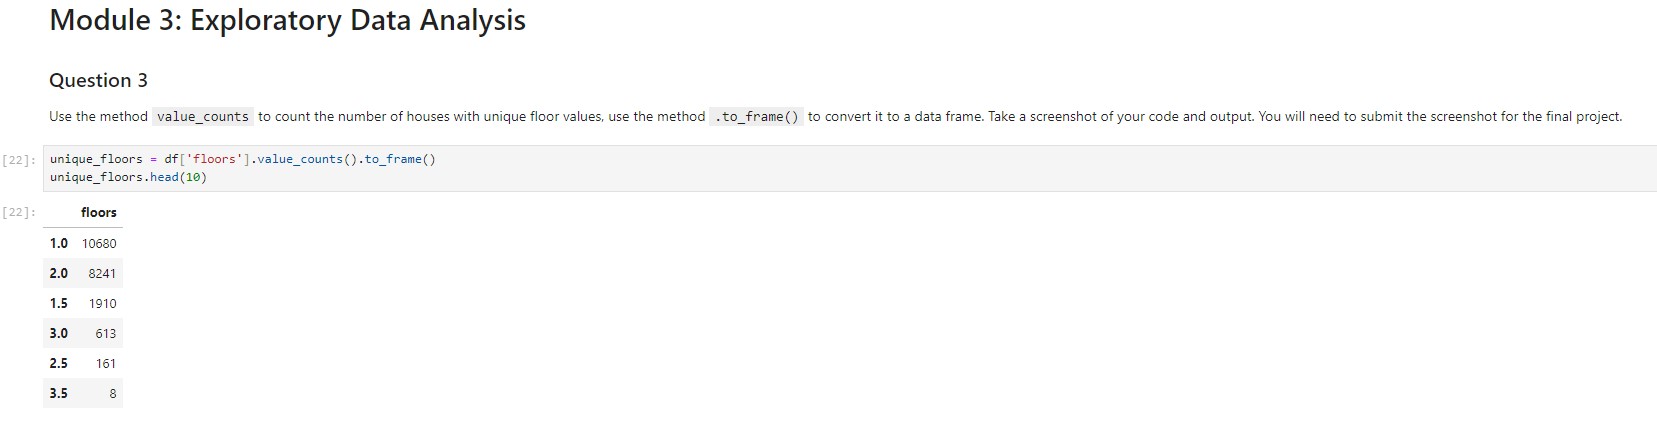 Module 3: Exploratory Data Analysis
Question 3
Use the method value_counts to count the number of houses with unique floor values, use the method .to_frame() to convert it to a data frame. Take a screenshot of your code and output. You will need to submit the screenshot for the final project.
[22]: unique_floors = df['floors'].value_counts().to_frame()
unique_floors.head(10)
[22]: floors
1.0 10680
2.0 8241
1.5 1910
3.0 613
2.5 161
3.5 8